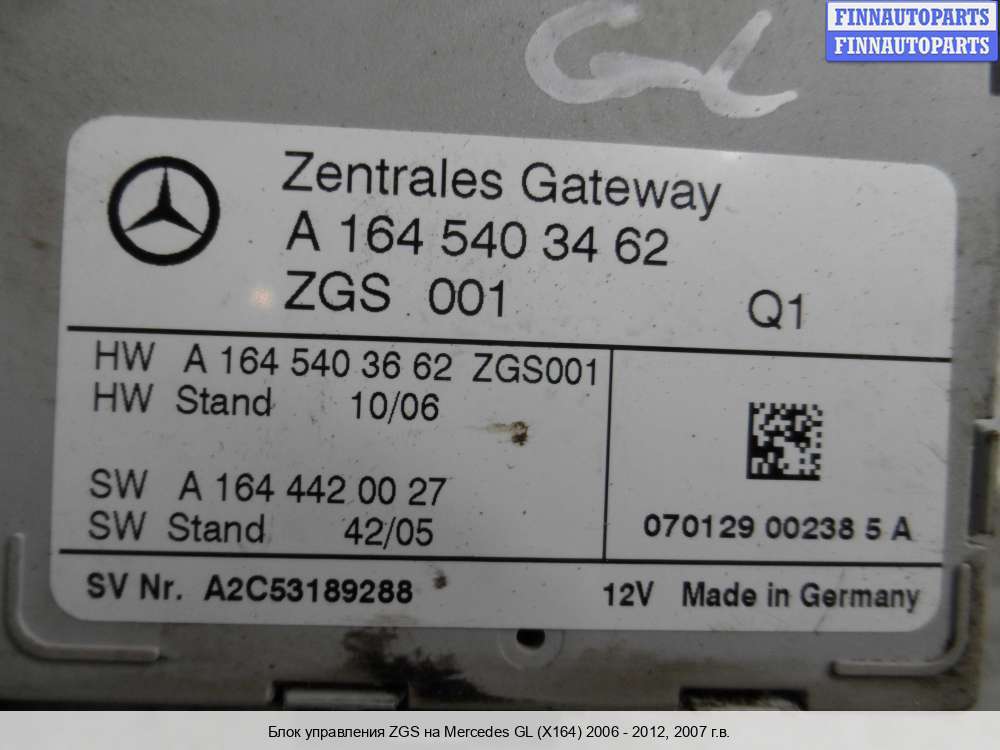 FINNAUTOPARTS
FINNAUTOPARTS
GL
Zentrales Gateway
A 164 540 34 62
ZGS 001 Q1
HW A 164 540 36 62 ZGS001
HW Stand 10/06
SW A 164 442 00 27
SW Stand 42/05
070129 00238 5 A
SV Nr. A2C53189288 12V Made in Germany
Блок управления ZGS на Mercedes GL (X164) 2006 - 2012, 2007 г.в.